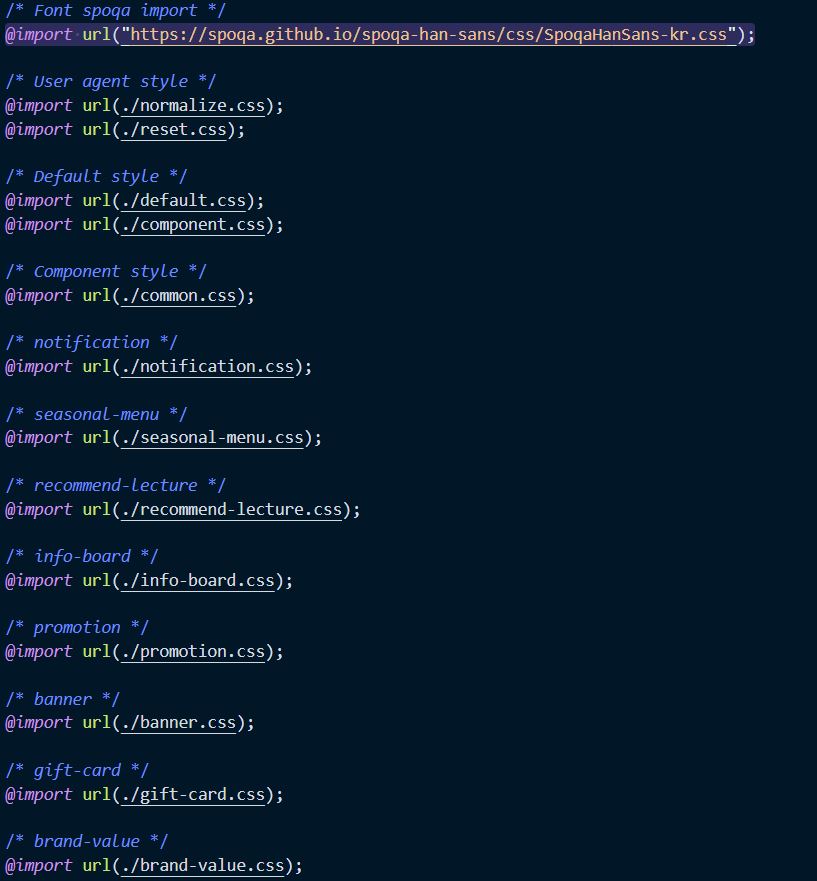 /* Font spoqa import */
@import url("https://spoqa.github.io/spoqa-han-sans/css/SpoqaHanSans-kr.css");
/* User agent style */
@import url(./normalize.css);
@import url(./reset.css);
/* Default style */
@import url(./default.css);
@import url(./component.css);
/* Component style */
@import url(./common.css);
/* notification */
@import url(./notification.css);
/* seasonal-menu */
@import url(./seasonal-menu.css);
/* recommend-lecture */
@import url(./recommend-lecture.css);
/* info-board */
@import url(./info-board.css);
/* promotion */
@import url(./promotion.css);
/* banner */
@import url(./banner.css);
/* gift-card */
@import url(./gift-card.css);
/* brand-value */
@import url(./brand-value.css);